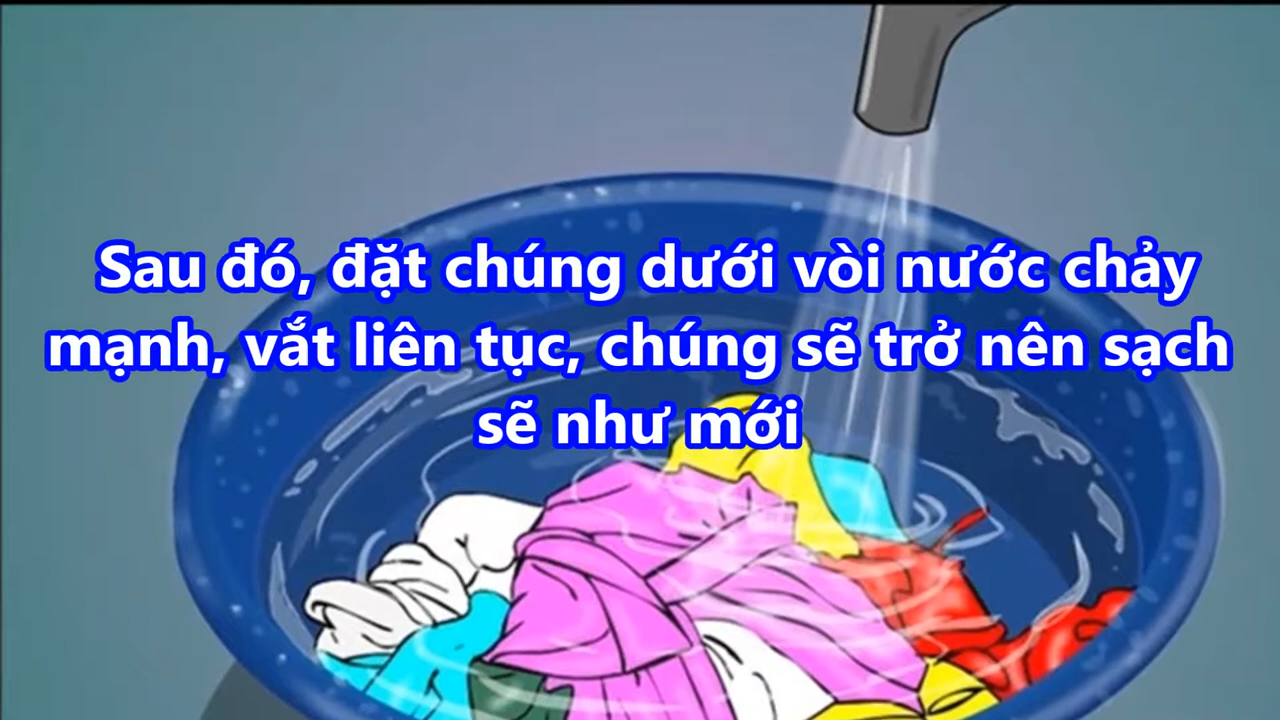 Sau đó, đặt chúng dưới vòi nước chảy
mạnh, vắt liên tục, chúng sẽ trở nên sạch
sẽ như mới